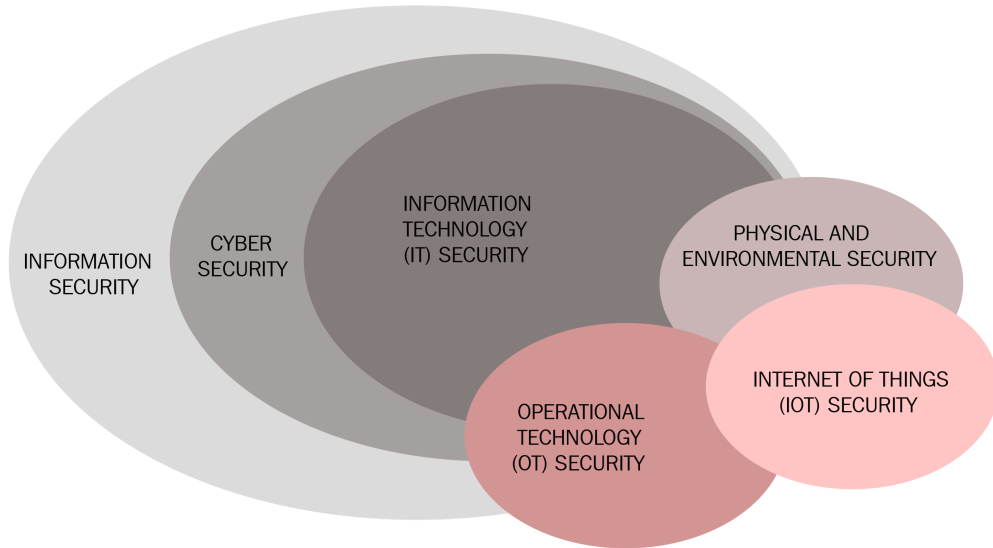 INFORMATION
SECURITY
CYBER
SECURITY
INFORMATION
TECHNOLOGY
(IT) SECURITY
PHYSICAL AND
ENVIRONMENTAL SECURITY
OPERATIONAL
TECHNOLOGY
(OT) SECURITY
INTERNET OF THINGS
(IOT) SECURITY